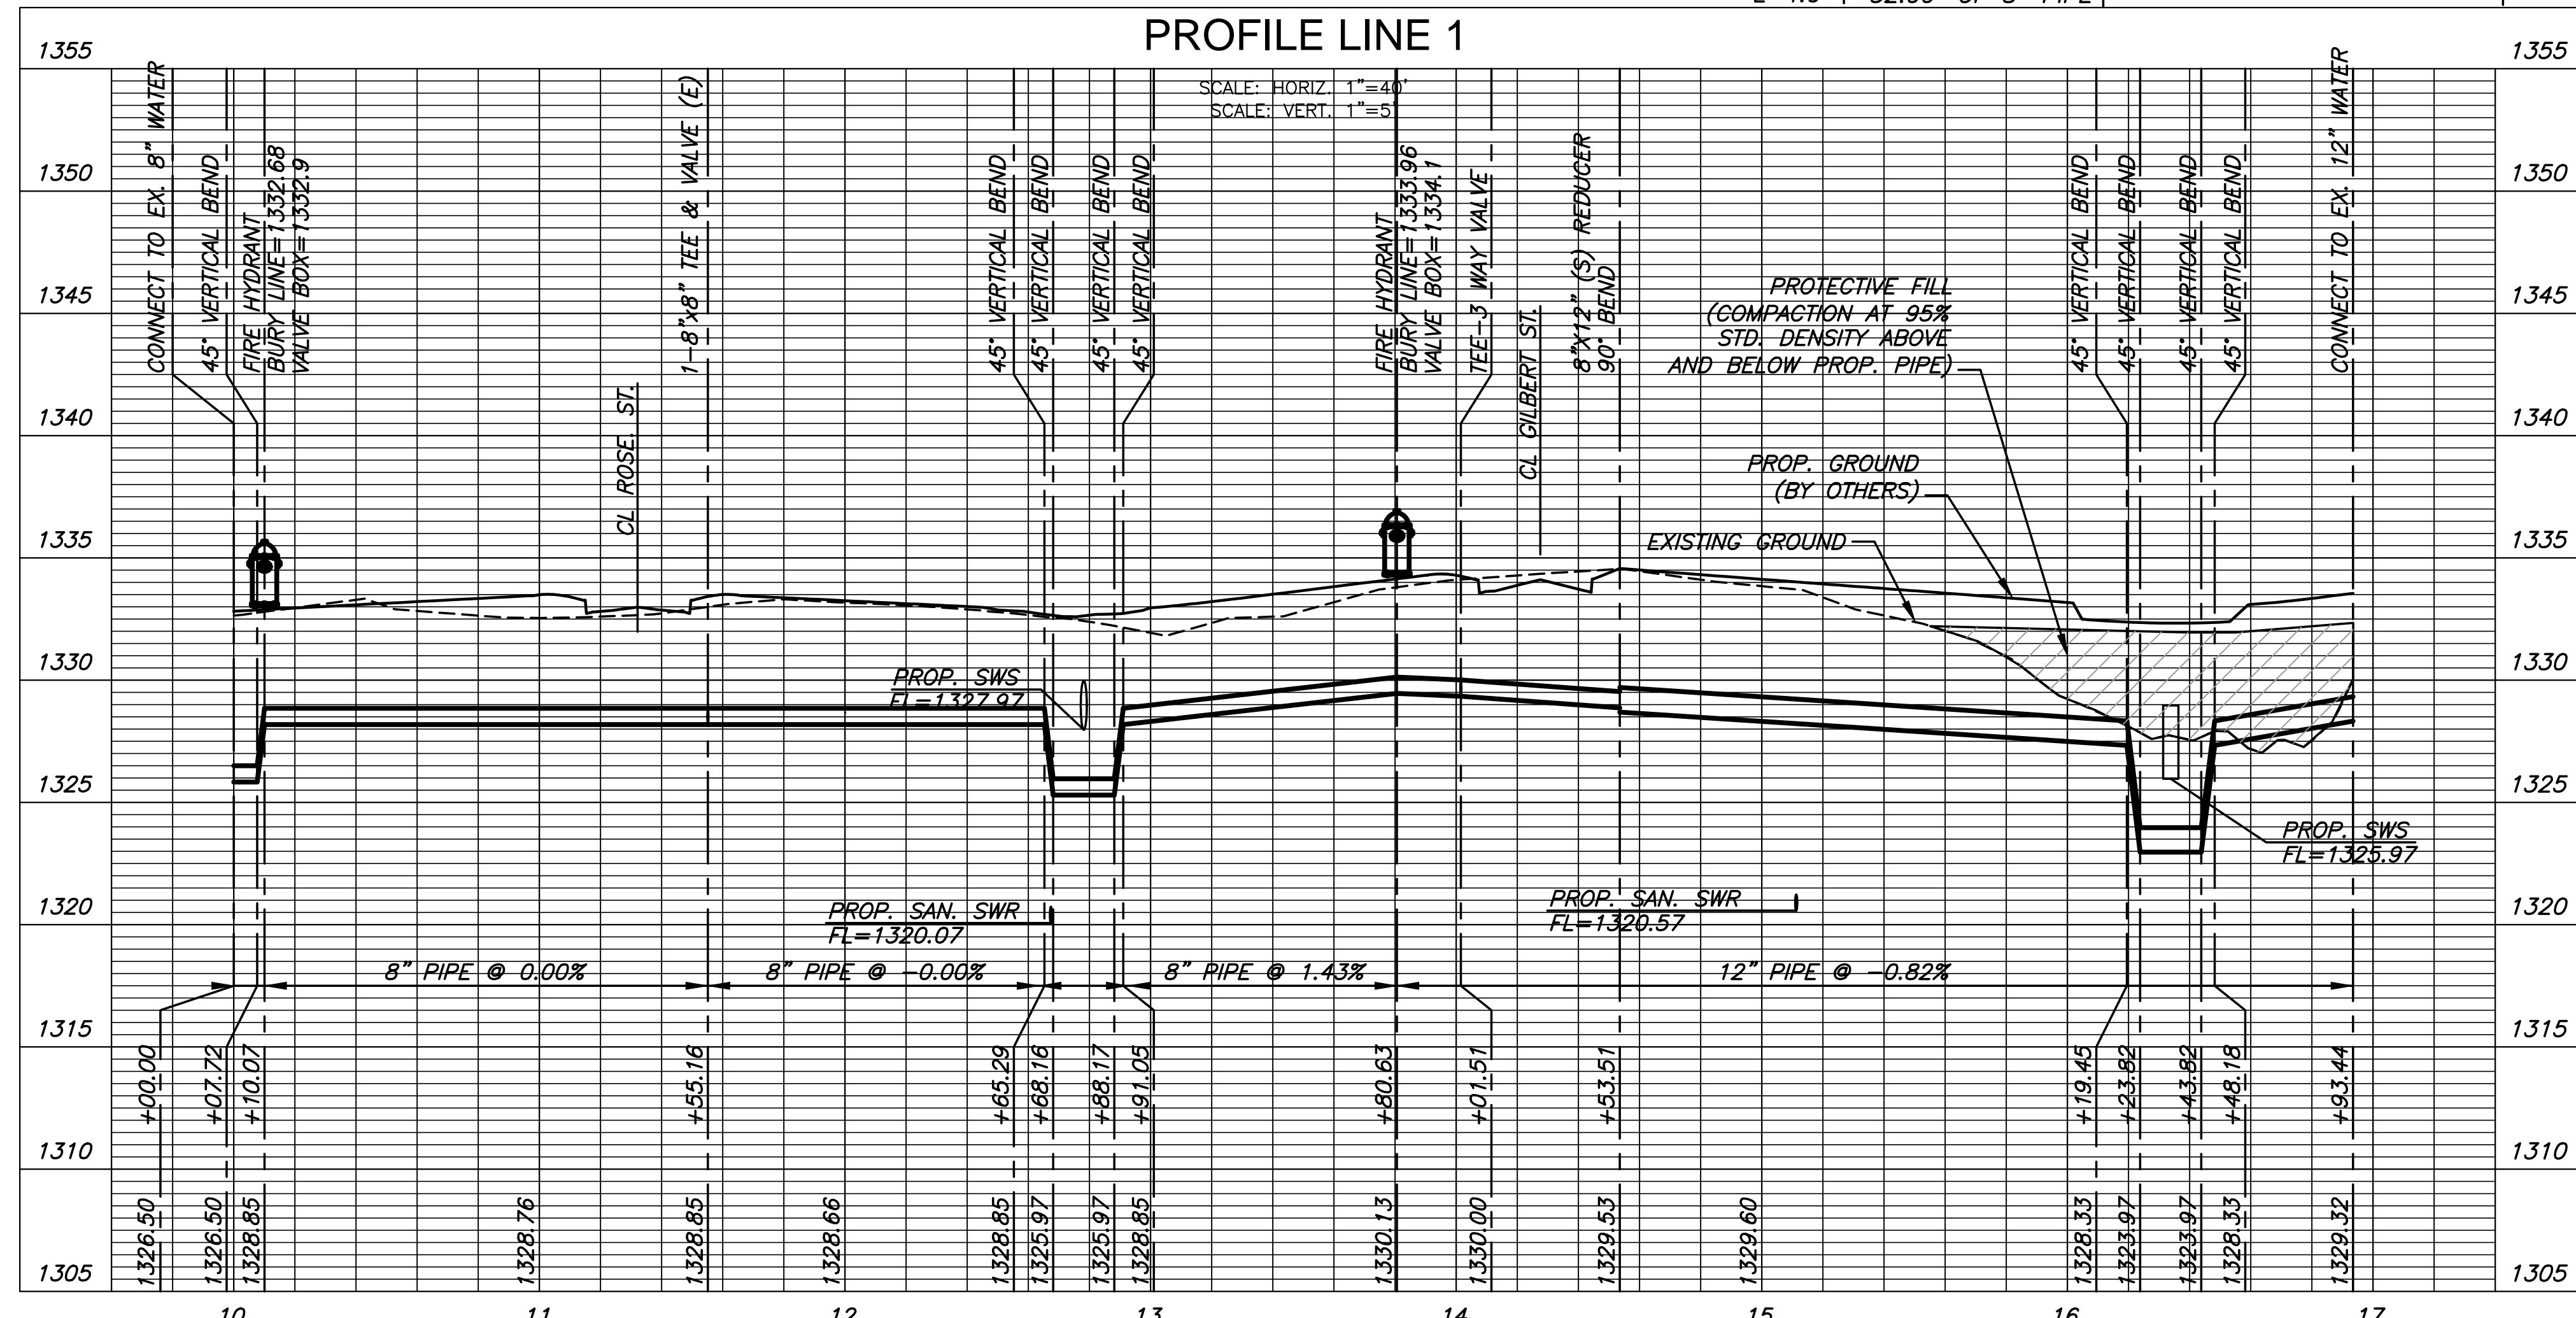 PROFILE LINE 1
SCALE: HORIZ. 1"=40'
SCALE: VERT. 1"=5'
1355
1350
1345
1340
1335
1330
1325
1320
1315
1310
1305
1355
1350
1345
1340
1335
1330
1325
1320
1315
1310
1305
CONNECT TO EX. 8" WATER
45° VERTICAL BEND
FIRE HYDRANT
BURY LINE=1332.68
VALVE BOX=1332.9
CL ROSE. ST.
1-8"x8" TEE & VALVE (E)
45° VERTICAL BEND
45° VERTICAL BEND
45° VERTICAL BEND
45° VERTICAL BEND
FIRE HYDRANT
BURY LINE=1333.96
VALVE BOX=1334.1
TEE-3 WAY VALVE
CL GILBERT ST.
8"X12" (S) REDUCER
90° BEND
PROTECTIVE FILL
(COMPACTION AT 95%
STD. DENSITY ABOVE
AND BELOW PROP. PIPE)
45° VERTICAL BEND
45° VERTICAL BEND
45° VERTICAL BEND
45° VERTICAL BEND
CONNECT TO EX. 12" WATER
PROP. GROUND
(BY OTHERS)
EXISTING GROUND
PROP. SWS
FL=1327.97
PROP. SWS
FL=1325.97
PROP. SAN. SWR
FL=1320.07
PROP. SAN. SWR
FL=1320.57
8" PIPE @ 0.00%
8" PIPE @ -0.00%
8" PIPE @ 1.43%
12" PIPE @ -0.82%
+00.00
+07.72
+10.07
+55.16
+65.29
+68.16
+88.17
+91.05
+80.63
+01.51
+53.51
+19.45
+23.82
+43.82
+48.18
+93.44
1326.50
1326.50
1328.85
1328.76
1328.85
1328.66
1328.85
1325.97
1325.97
1328.85
1330.13
1330.00
1329.53
1329.60
1328.33
1323.97
1323.97
1328.33
1329.32
10
11
12
13
14
15
16
17